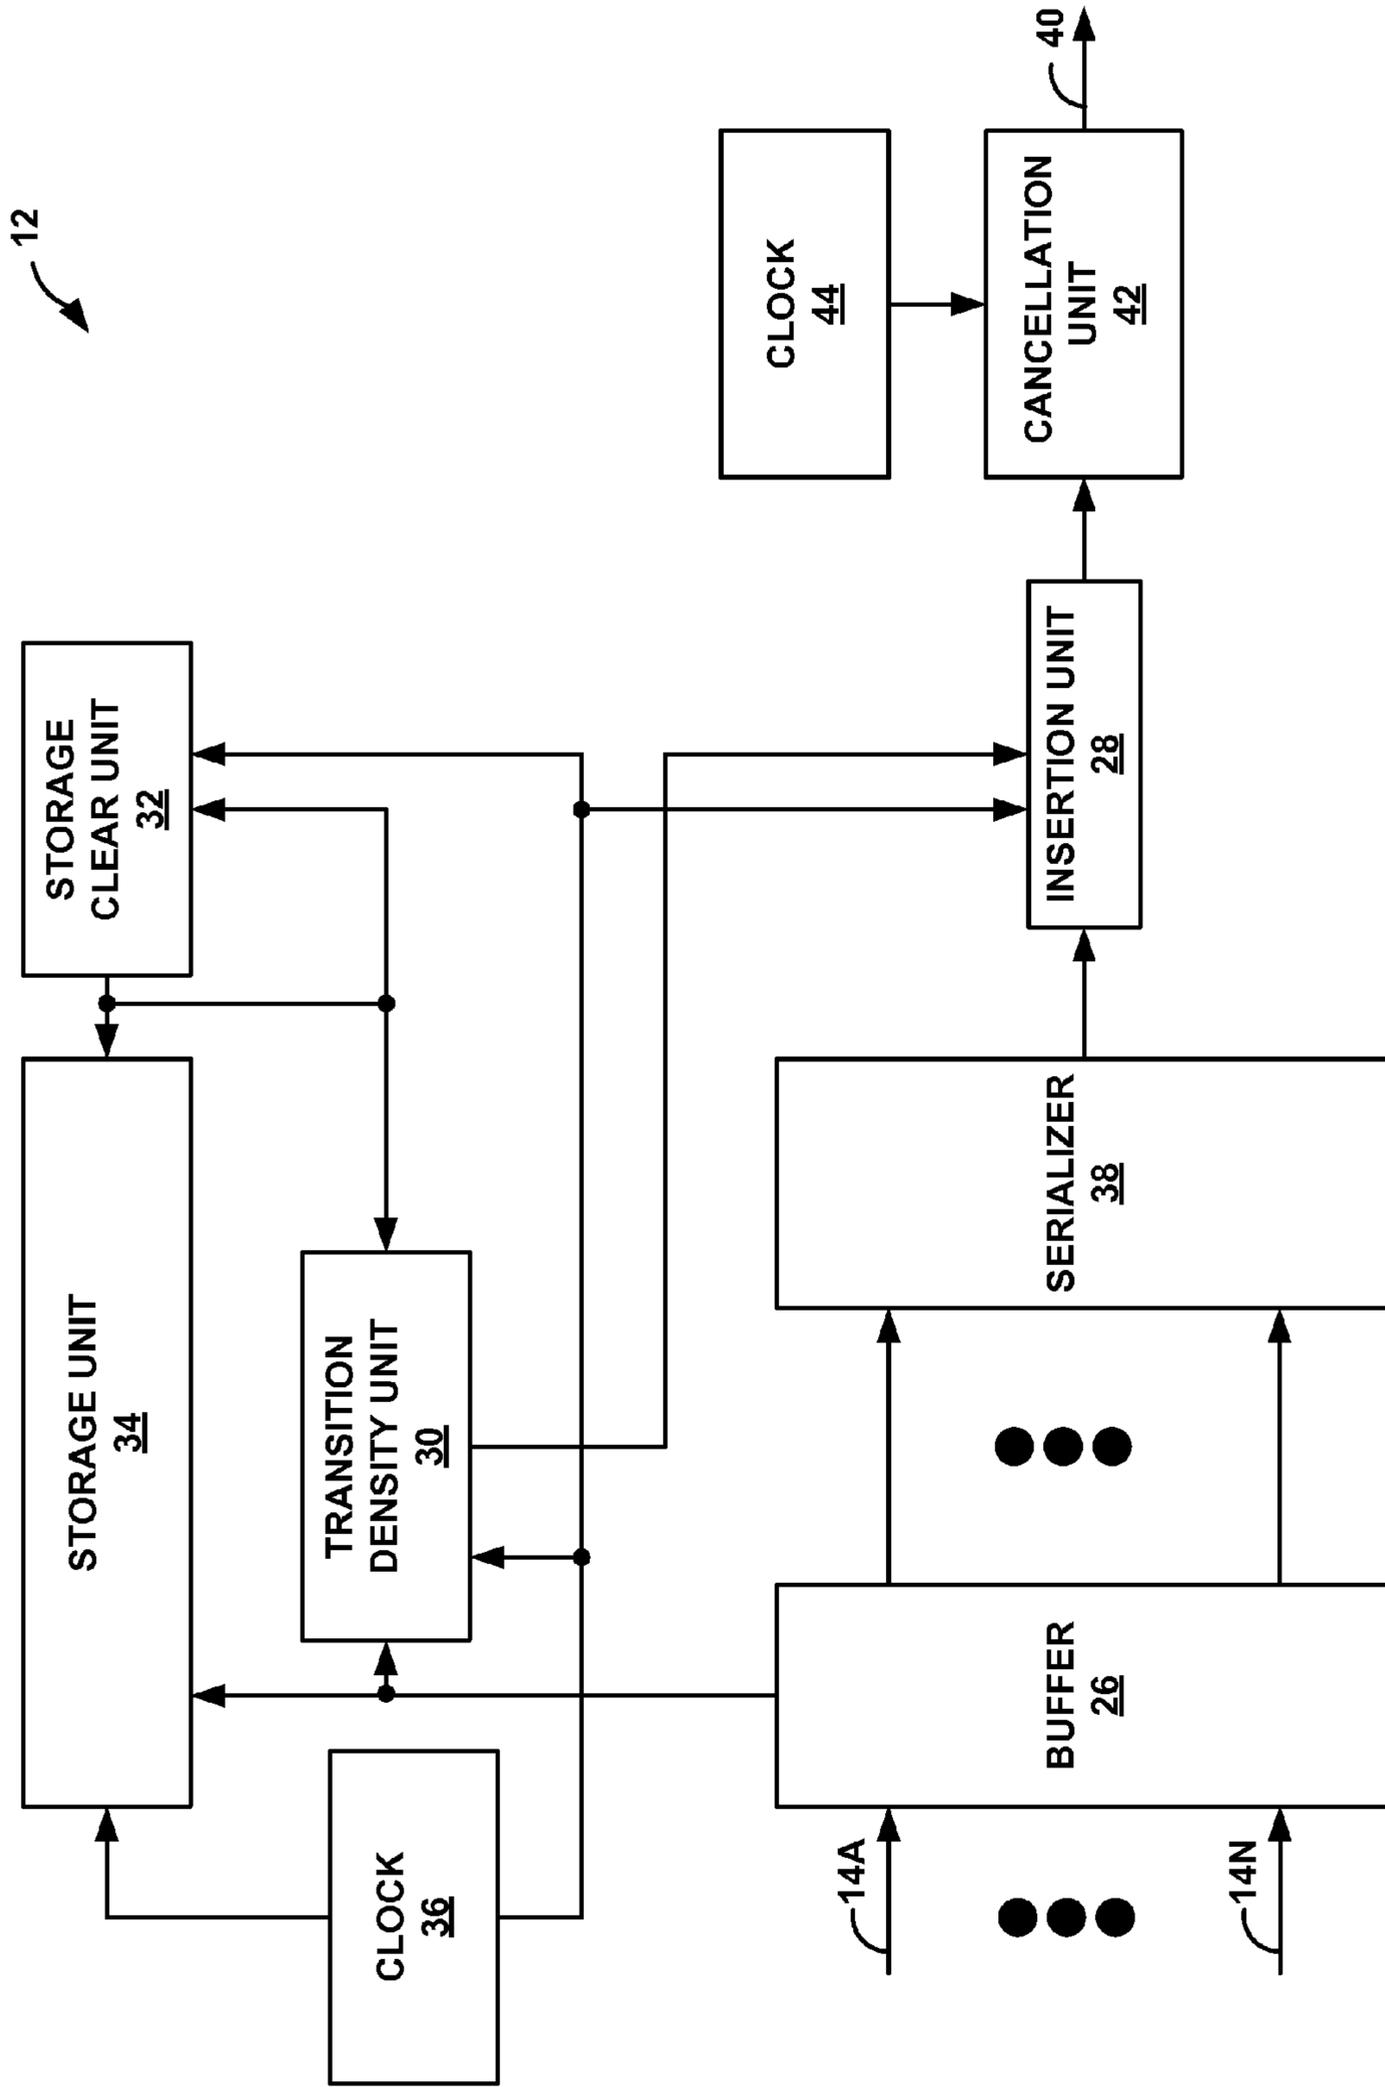 12
STORAGE UNIT
34
STORAGE
CLEAR UNIT
32
CLOCK
36
TRANSITION
DENSITY UNIT
30
CLOCK
44
14A
14N
BUFFER
26
SERIALIZER
38
INSERTION UNIT
28
CANCELLATION
UNIT
42
40